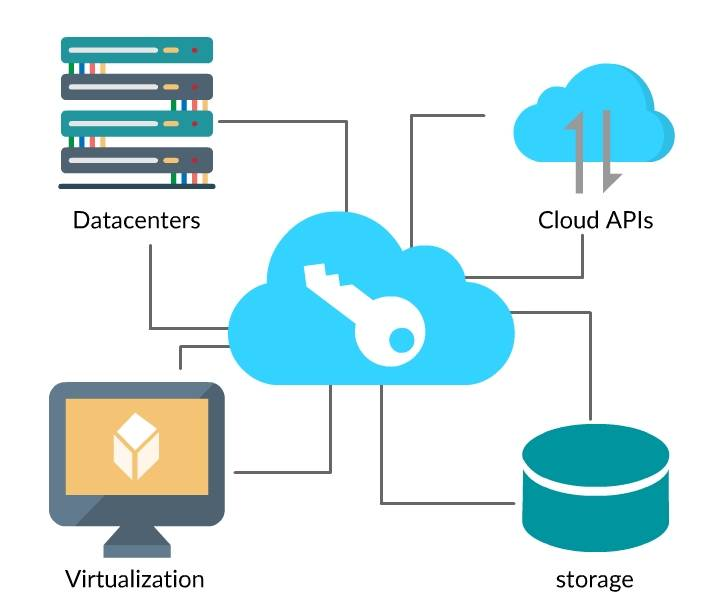 Datacenters
Cloud APIs
Virtualization
storage